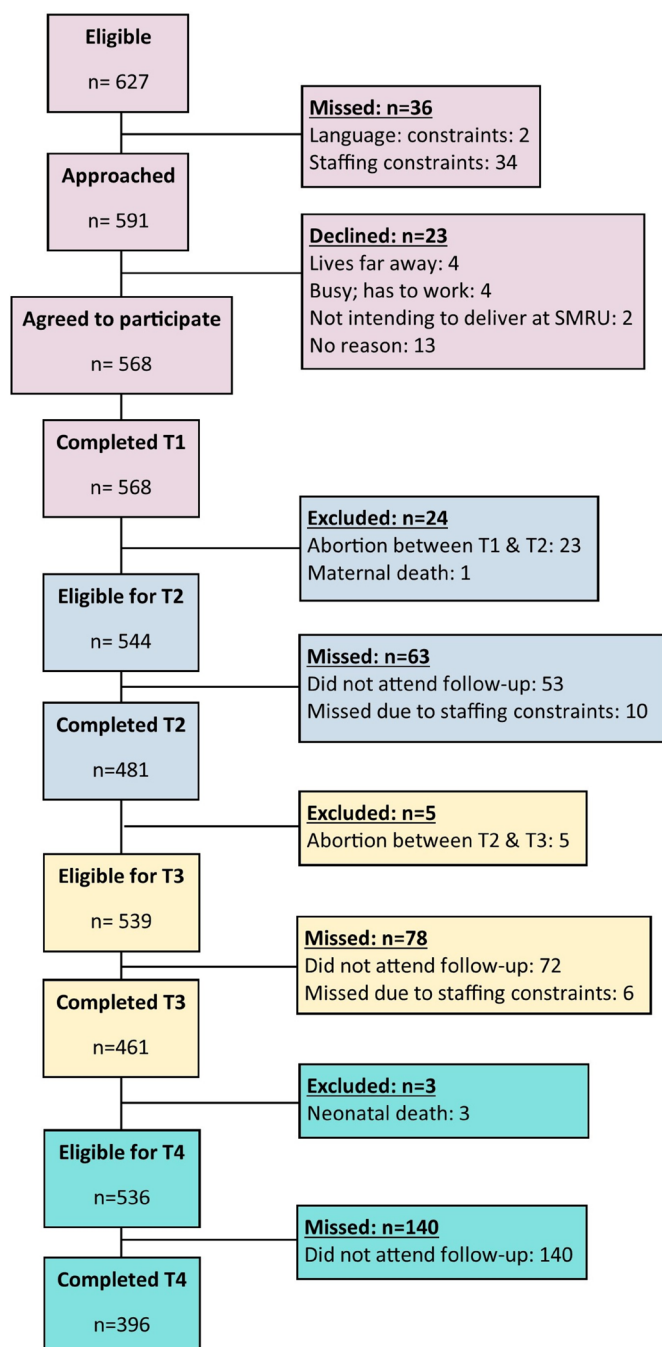 Eligible
n= 627
Missed: n=36
Language: constraints: 2
Staffing constraints: 34
Approached
n= 591
Declined: n=23
Lives far away: 4
Busy; has to work: 4
Not intending to deliver at SMRU: 2
No reason: 13
Agreed to participate
n= 568
Completed T1
n= 568
Excluded: n=24
Abortion between T1 & T2: 23
Maternal death: 1
Eligible for T2
n= 544
Missed: n=63
Did not attend follow-up: 53
Missed due to staffing constraints: 10
Completed T2
n=481
Excluded: n=5
Abortion between T2 & T3: 5
Eligible for T3
n= 539
Missed: n=78
Did not attend follow-up: 72
Missed due to staffing constraints: 6
Completed T3
n=461
Excluded: n=3
Neonatal death: 3
Eligible for T4
n=536
Missed: n=140
Did not attend follow-up: 140
Completed T4
n=396